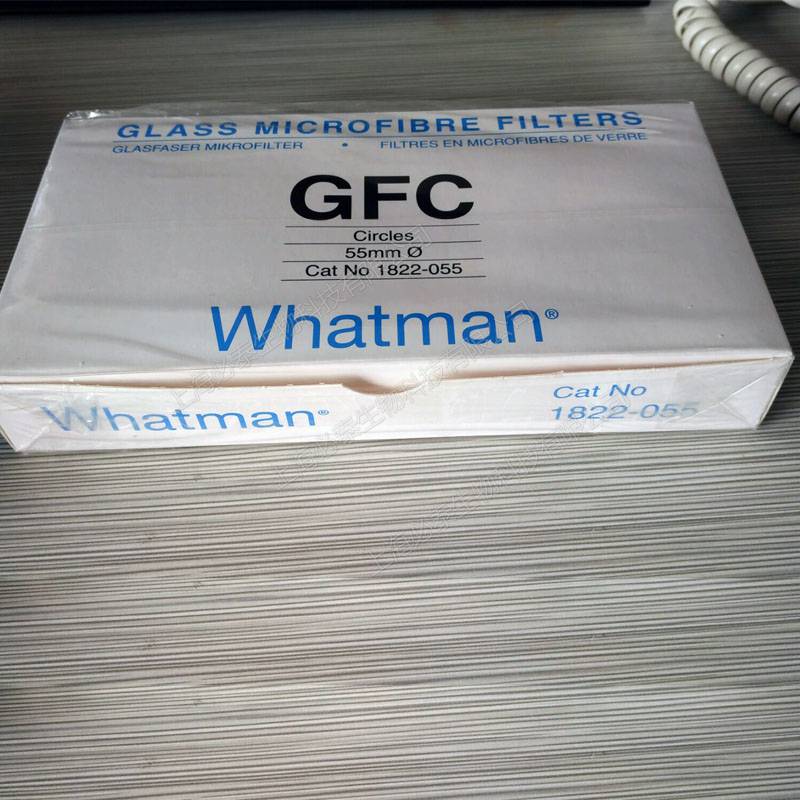 GLASS MICROFIBRE FILTERS
GLASFASER MIKROFILTER • FILTRES EN MICROFIBRES DE VERRE
GFC
Circles
55mm Ø
Cat No 1822-055
Whatman®
Whatman®
Cat No
1822-055